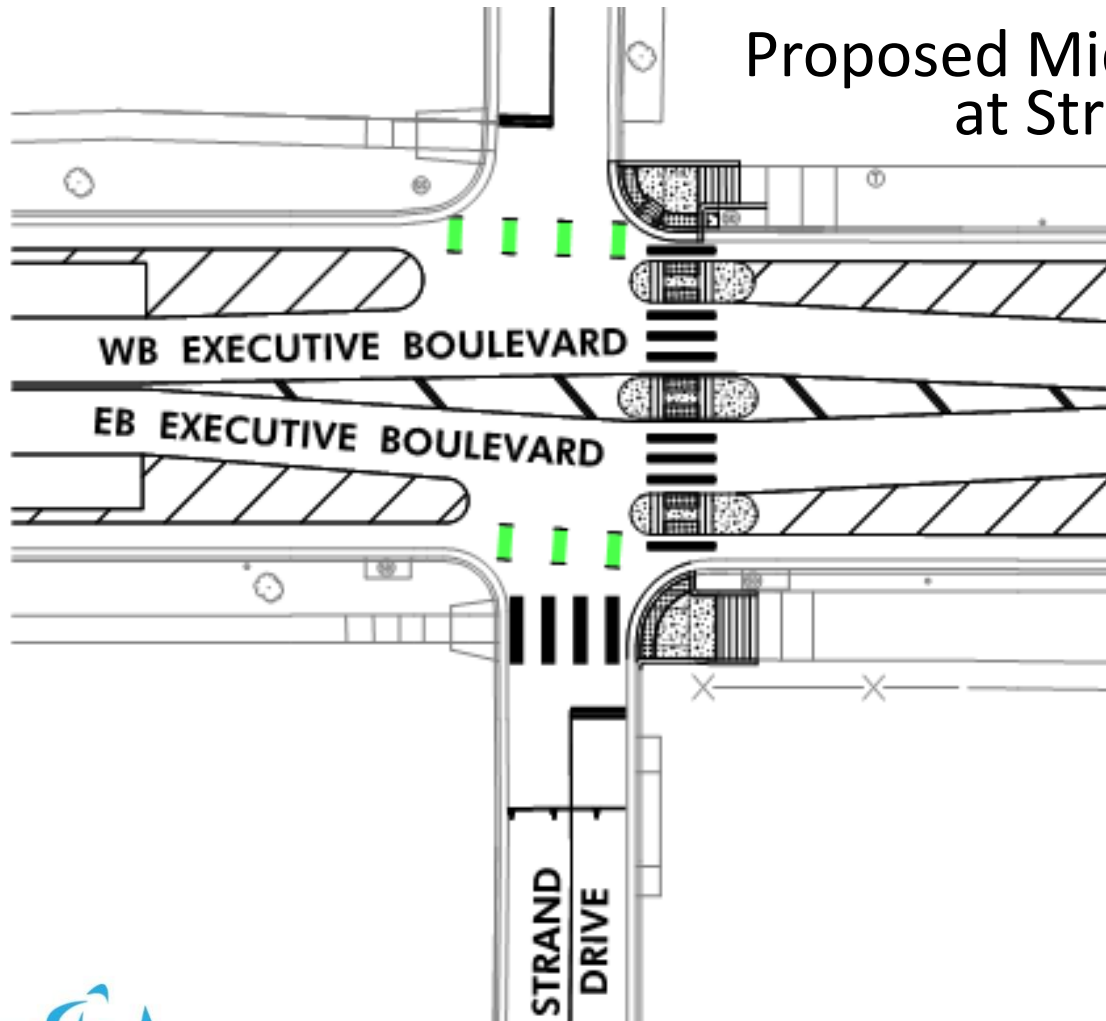 Proposed Mi
at Str
WB EXECUTIVE BOULEVARD
EB EXECUTIVE BOULEVARD
STRAND
DRIVE
T